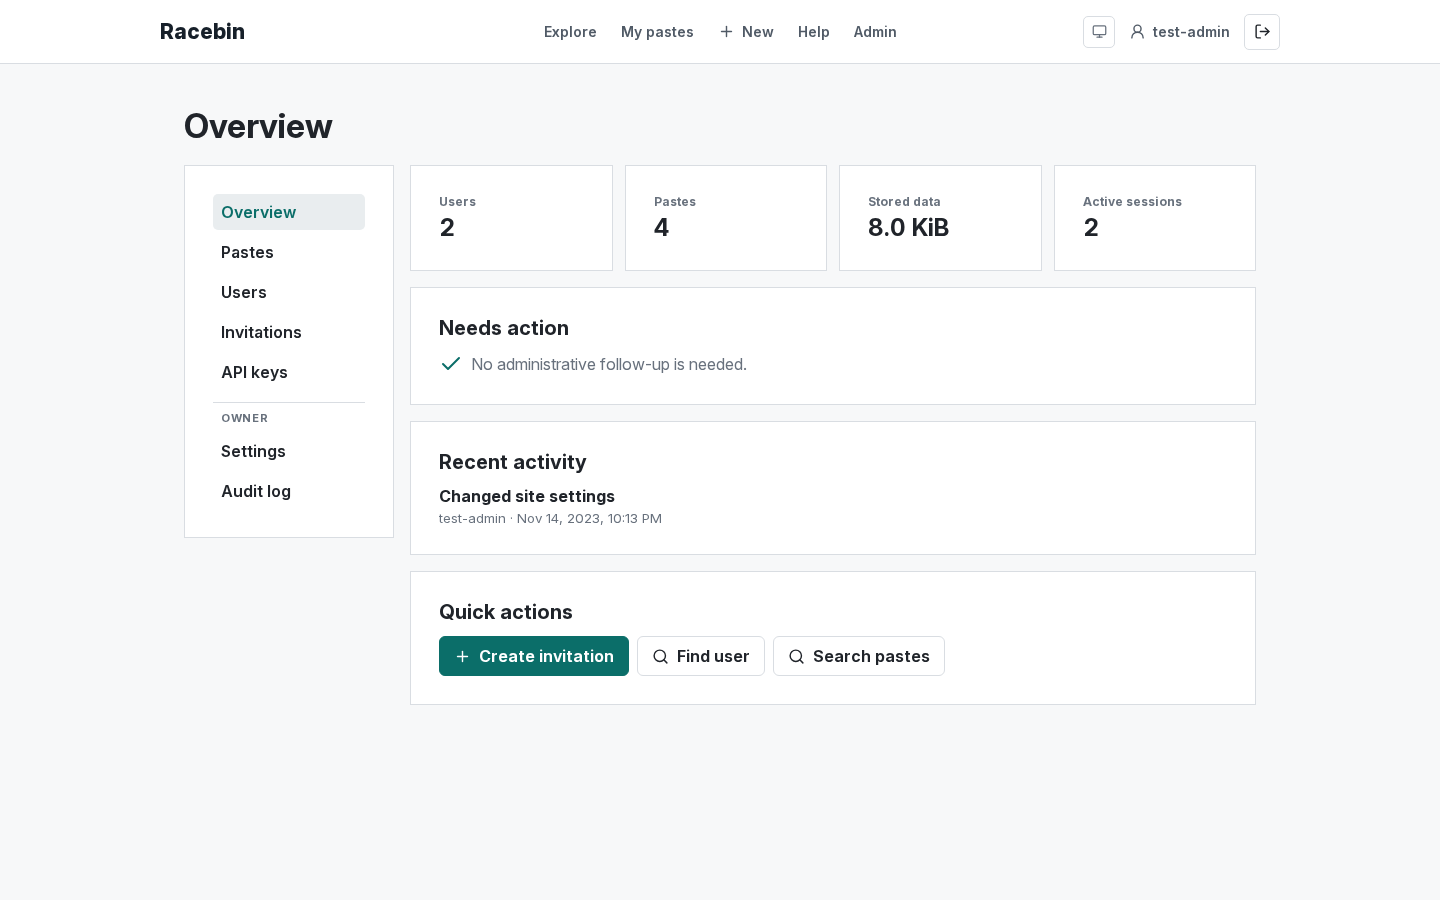 Racebin
Explore
My pastes
New
Help
Admin
test-admin
Overview
Overview
Pastes
Users
Invitations
API keys
OWNER
Settings
Audit log
Users
2
Pastes
4
Stored data
8.0 KiB
Active sessions
2
Needs action
No administrative follow-up is needed.
Recent activity
Changed site settings
test-admin · Nov 14, 2023, 10:13 PM
Quick actions
Create invitation
Find user
Search pastes